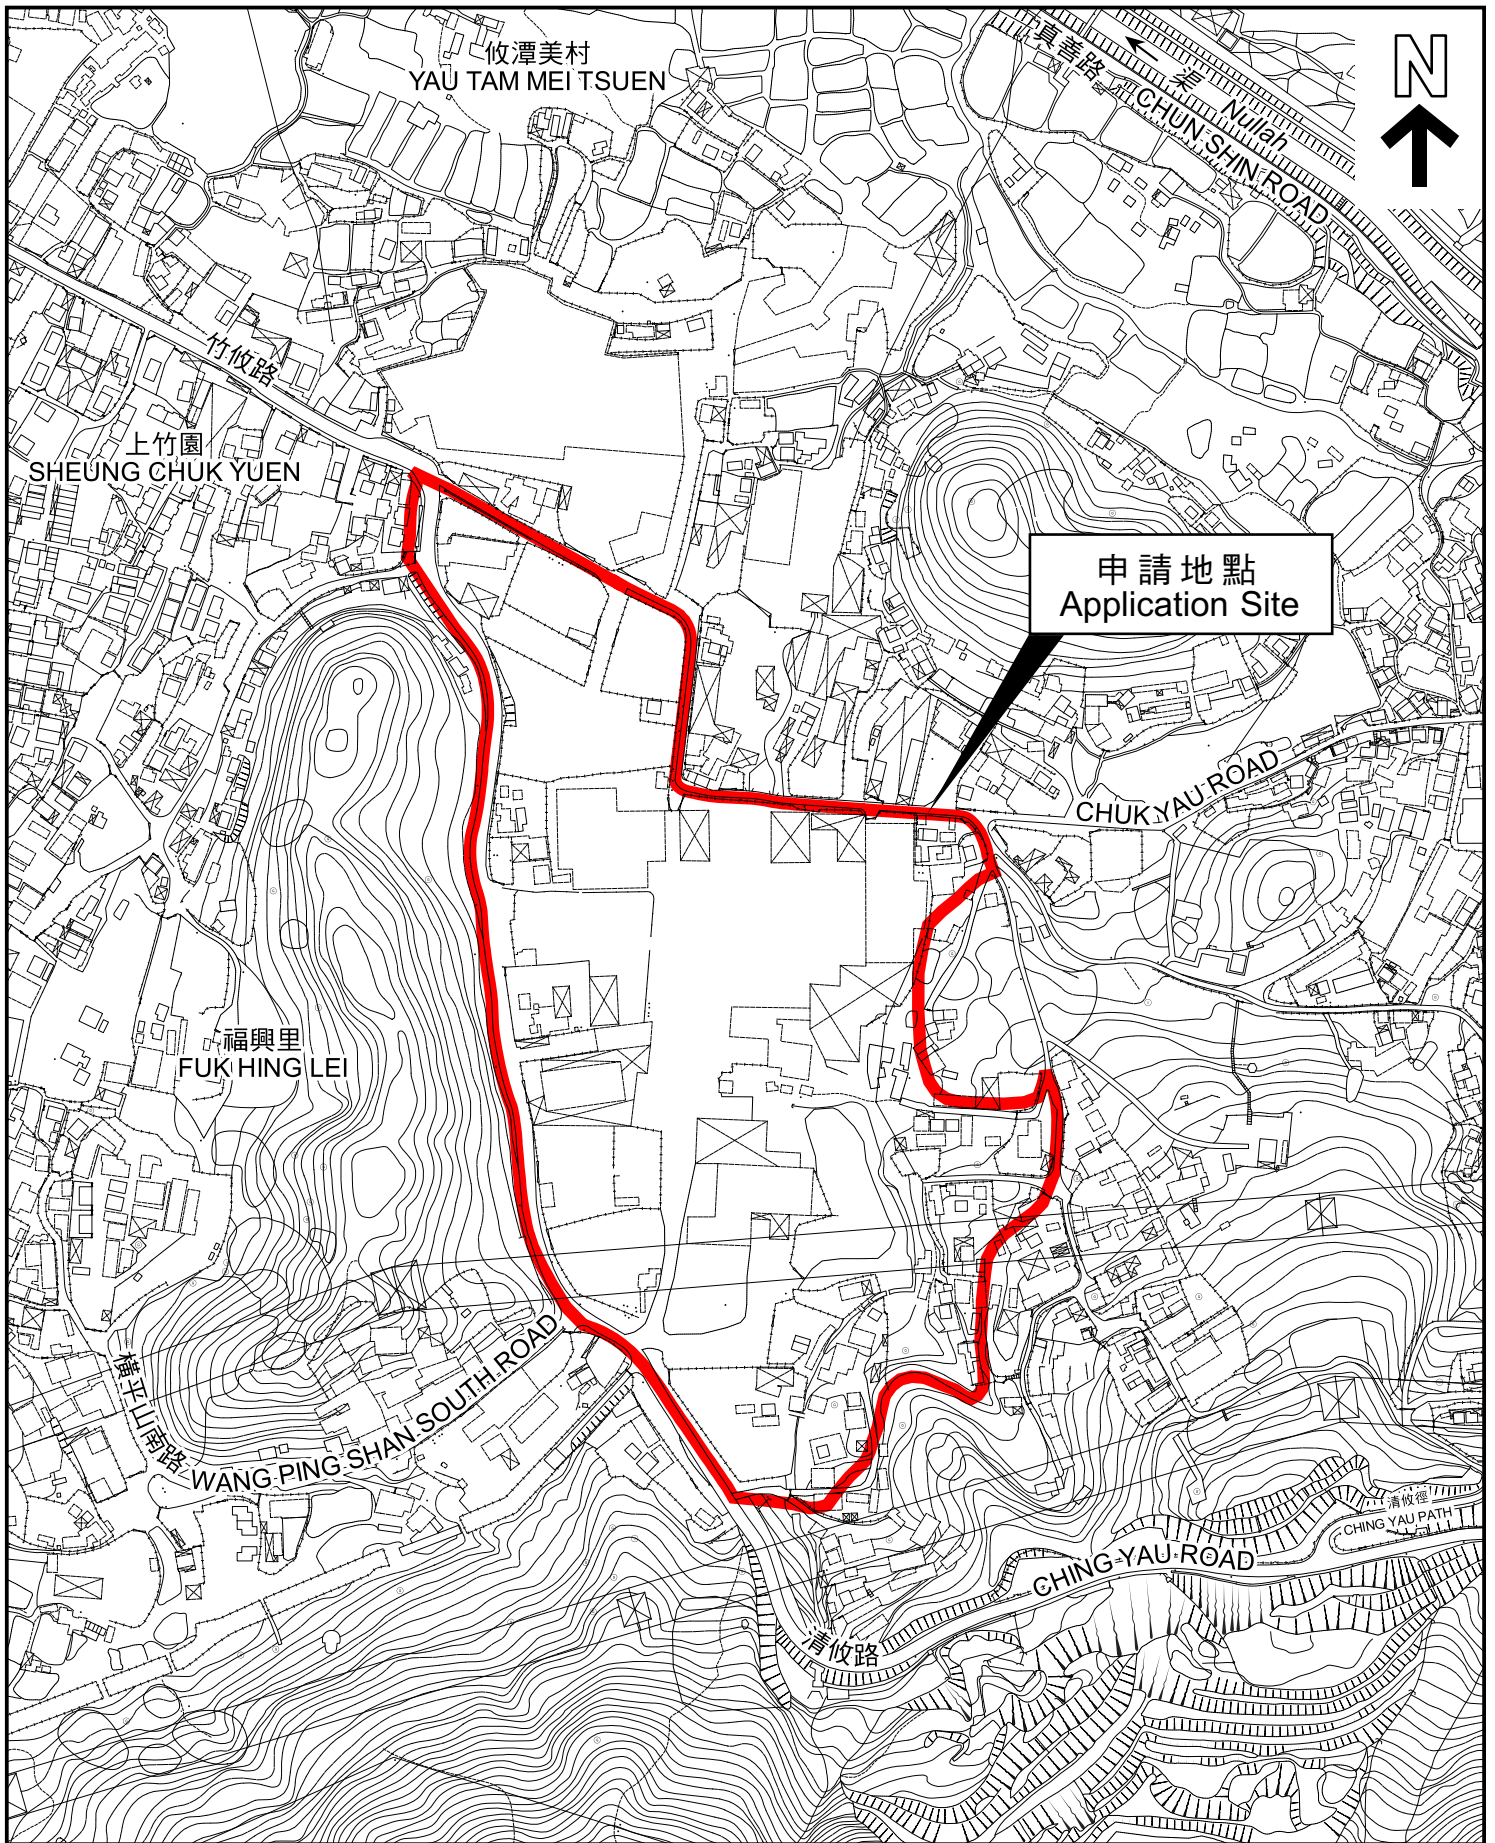 攸潭美村
YAU TAM MEI TSUEN
真善路
渠 Nullah
CHUN SHIN ROAD
N
竹攸路
上竹園
SHEUNG CHUK YUEN
申請地點
Application Site
CHUK YAU ROAD
福興里
FUK HING LEI
橫平山南路
WANG PING SHAN SOUTH ROAD
清攸徑
CHING YAU PATH
CHING YAU ROAD
清攸路